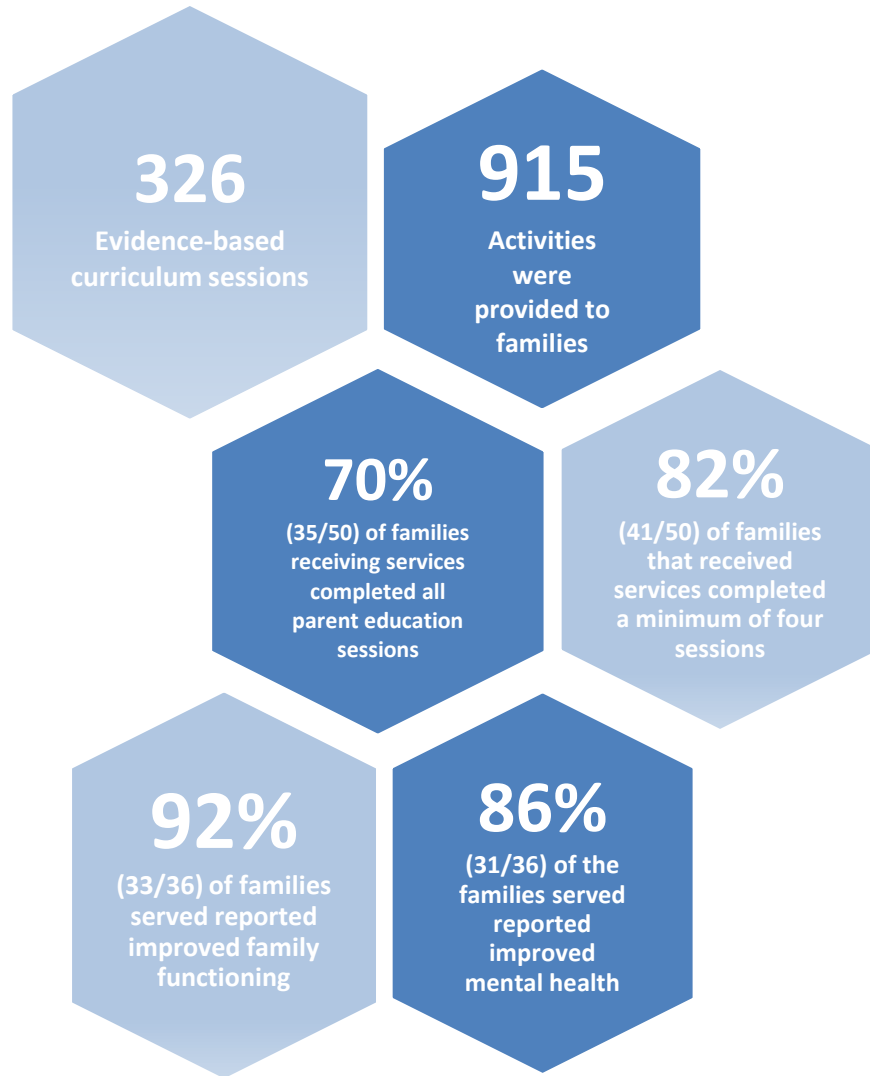 326
Evidence-based
curriculum sessions
915
Activities
were
provided to
families
70%
(35/50) of families
receiving services
completed all
parent education
sessions
82%
(41/50) of families
that received
services completed
a minimum of four
sessions
92%
(33/36) of families
served reported
improved family
functioning
86%
(31/36) of the
families served
reported
improved
mental health